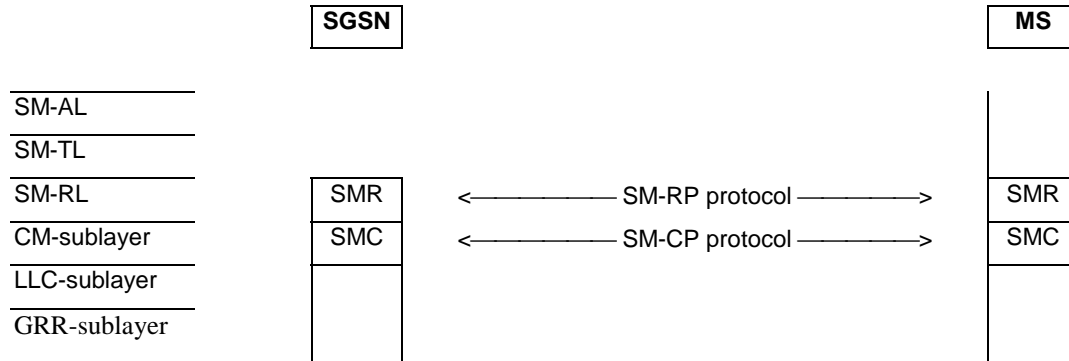 SGSN MS
SM-AL
SM-TL
SM-RL SMR <————— SM-RP protocol —————> SMR
CM-sublayer SMC <————— SM-CP protocol —————> SMC
LLC-sublayer
GRR-sublayer